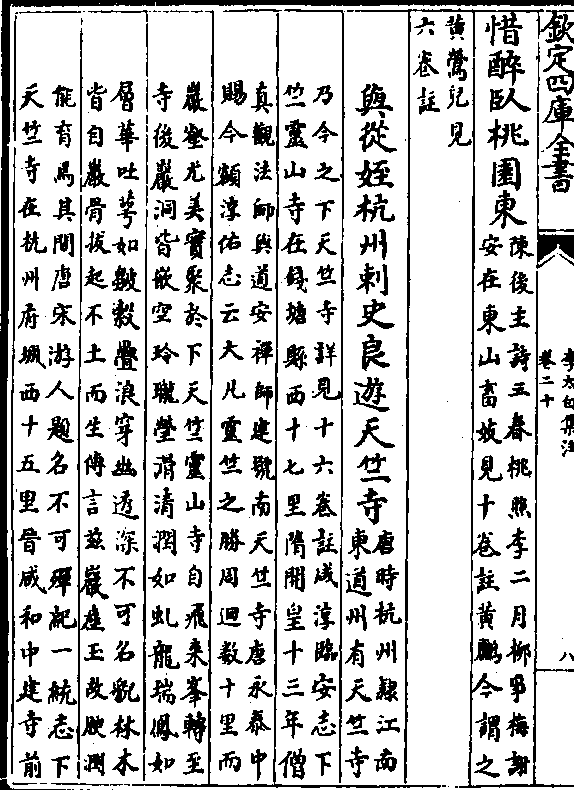 欽定四庫全書
李太白集注
卷二十
八
惜醉臥桃園東
陳後主詩五春桃照李二月柳爭梅謝
安在東山畜妓見十卷註黃鸝今謂之
黃鶯兒見
六卷註
與從姪杭州刺史良遊天竺寺
唐時杭州隸江南
東道州有天竺寺
乃今之下天竺寺詳見十六卷註咸淳臨安志下
竺靈山寺在錢塘縣西十七里隋開皇十三年僧
真觀法師與道安禪師建號南天竺寺唐永泰中
賜今額淳佑志云大凡靈竺之勝周迴數十里而
巖壑尤美實聚於下天竺靈山寺自飛來峯轉至
寺後巖洞皆嵌空玲瓏瑩滑清潤如虬龍瑞鳳如
層華吐萼如皺縠疊浪穿幽透深不可名貌林木
皆自巖骨拔起不土而生傳言茲巖産玉故腴潤
能育焉其間唐宋游人題名不可殫紀一統志下
天竺寺在杭州府城西十五里晉咸和中建寺前